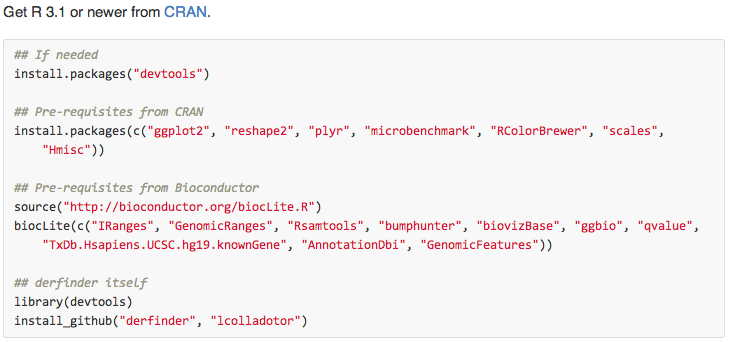 Get R 3.1 or newer from CRAN.
## If needed
install.packages("devtools")
## Pre-requisites from CRAN
install.packages(c("ggplot2", "reshape2", "plyr", "microbenchmark", "RColorBrewer", "scales",
"Hmisc"))
## Pre-requisites from Bioconductor
source("http://bioconductor.org/biocLite.R")
biocLite(c("IRanges", "GenomicRanges", "Rsamtools", "bumphunter", "biovizBase", "ggbio", "qvalue",
"TxDb.Hsapiens.UCSC.hg19.knownGene", "AnnotationDbi", "GenomicFeatures"))
## derfinder itself
library(devtools)
install_github("derfinder", "lcolladotor")